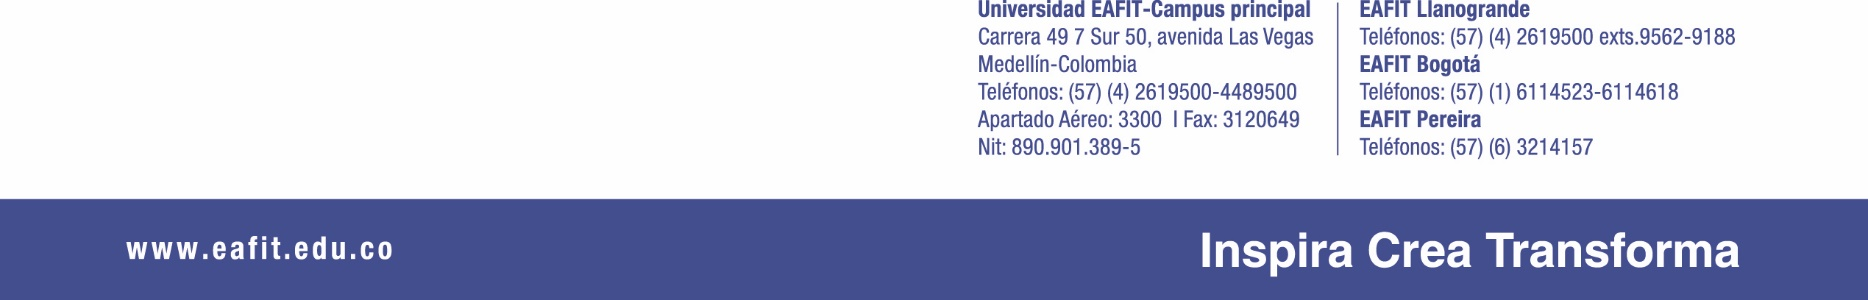 Universidad EAFIT-Campus principal
Carrera 49 7 Sur 50, avenida Las Vegas
Medellín-Colombia
Teléfonos: (57) (4) 2619500-4489500
Apartado Aéreo: 3300 I Fax: 3120649
Nit: 890.901.389-5
EAFIT Llanogrande
Teléfonos: (57) (4) 2619500 exts.9562-9188
EAFIT Bogotá
Teléfonos: (57) (1) 6114523-6114618
EAFIT Pereira
Teléfonos: (57) (6) 3214157
www.eafit.edu.co
Inspira Crea Transforma